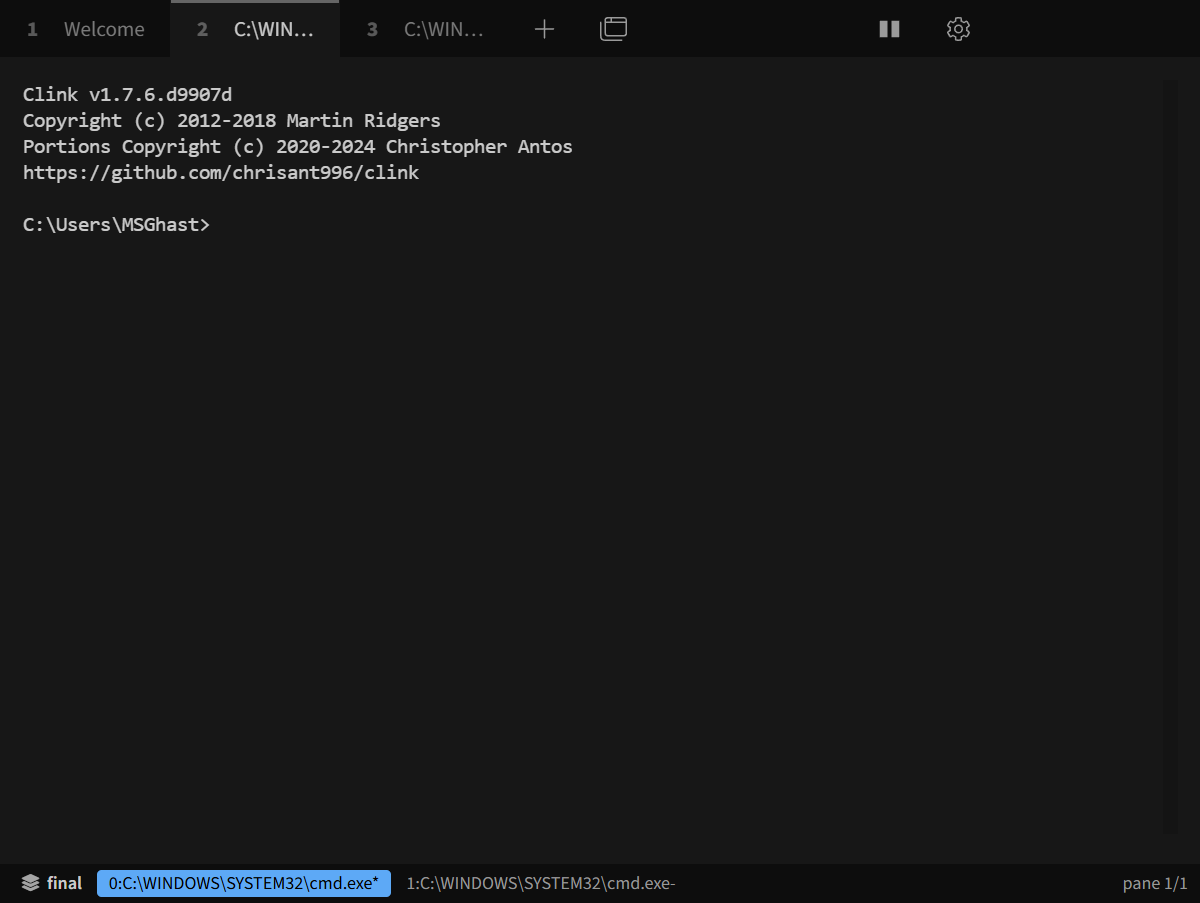 1 Welcome 2 C:\WIN... 3 C:\WIN...
Clink v1.7.6.d9907d
Copyright (c) 2012-2018 Martin Ridgers
Portions Copyright (c) 2020-2024 Christopher Antos
https://github.com/chrisant996/clink
C:\Users\MSGhast>
final 0:C:\WINDOWS\SYSTEM32\cmd.exe* 1:C:\WINDOWS\SYSTEM32\cmd.exe- pane 1/1